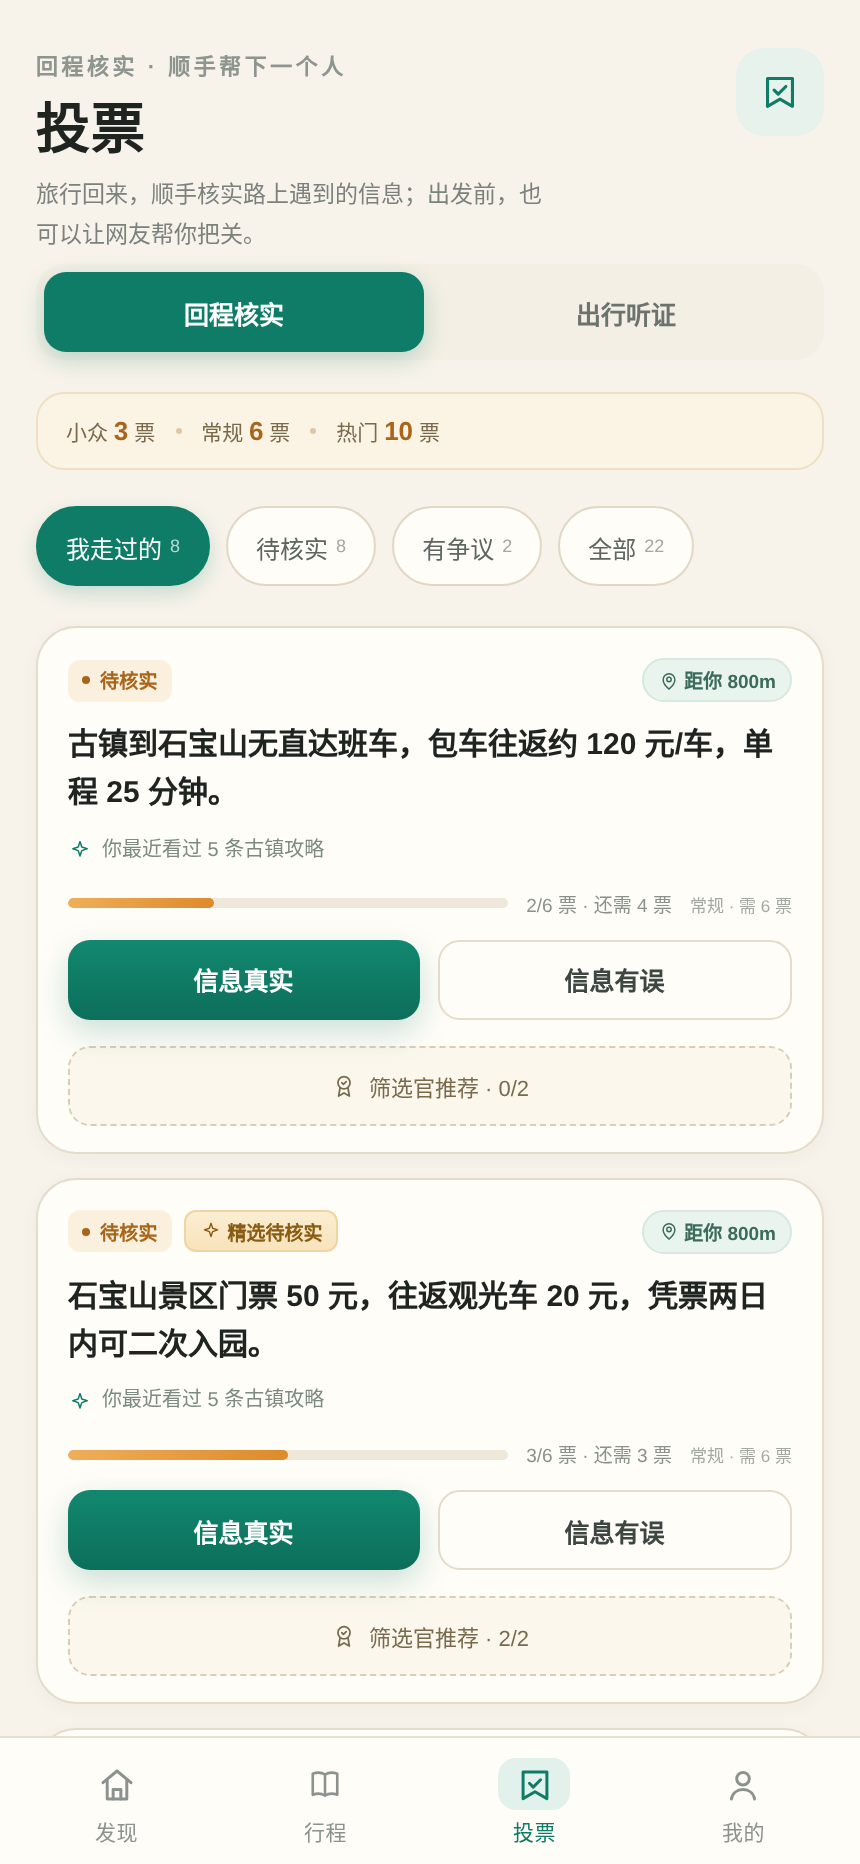 回程核实 · 顺手帮下一个人
投票
旅行回来，顺手核实路上遇到的信息；出发前，也
可以让网友帮你把关。
回程核实 出行听证
小众 3 票 • 常规 6 票 • 热门 10 票
我走过的 8 待核实 8 有争议 2 全部 22
待核实 距你 800m
古镇到石宝山无直达班车，包车往返约 120 元/车，单
程 25 分钟。
你最近看过 5 条古镇攻略
2/6 票 · 还需 4 票 常规 · 需 6 票
信息真实 信息有误
筛选官推荐 · 0/2
待核实 精选待核实 距你 800m
石宝山景区门票 50 元，往返观光车 20 元，凭票两日
内可二次入园。
你最近看过 5 条古镇攻略
3/6 票 · 还需 3 票 常规 · 需 6 票
信息真实 信息有误
筛选官推荐 · 2/2
发现 行程 投票 我的